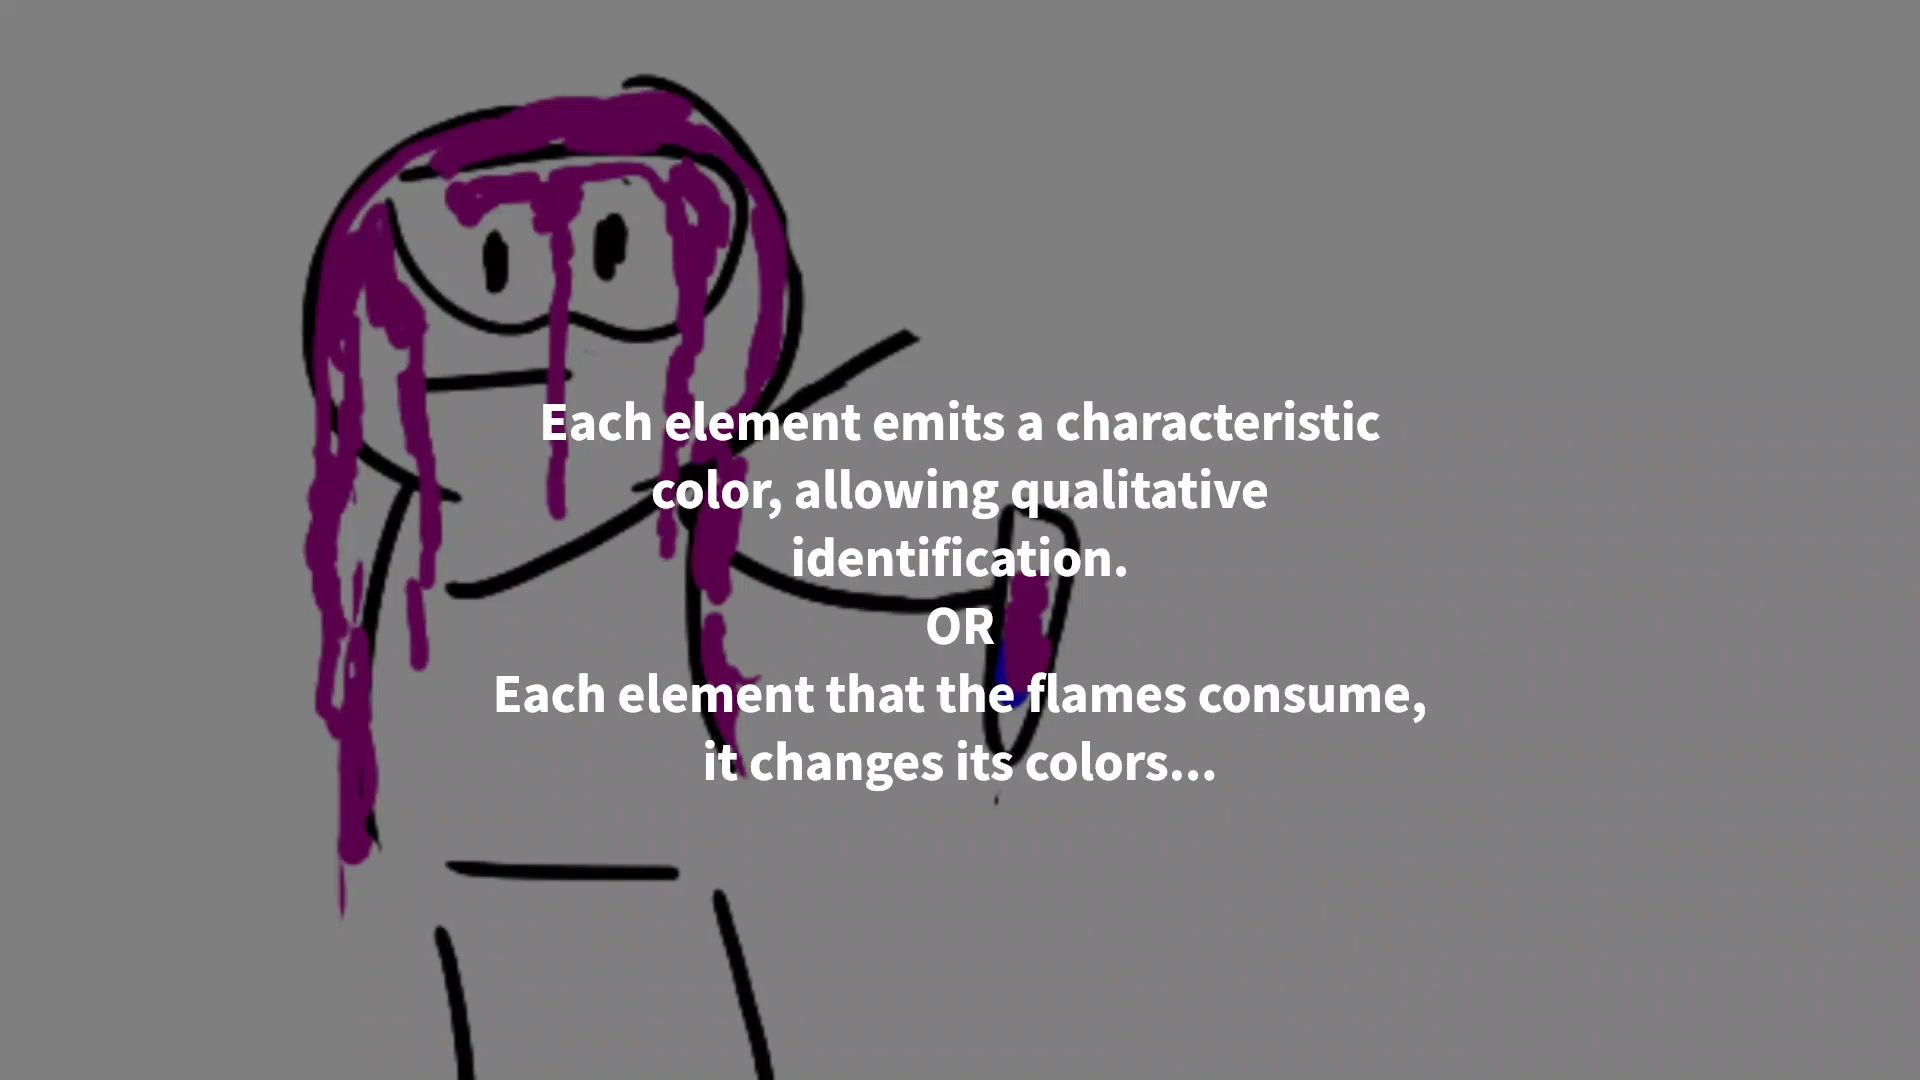 Each element emits a characteristic
color, allowing qualitative
identification.
OR
Each element that the flames consume,
it changes its colors...